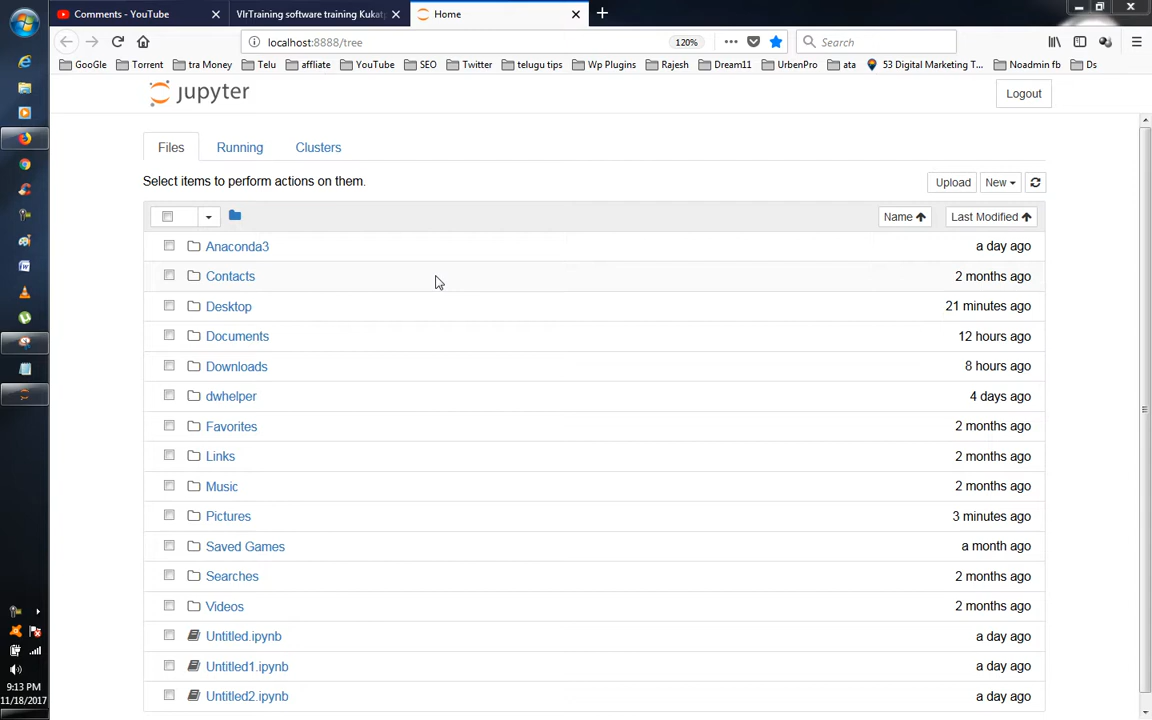 Comments - YouTube
VlrTraining software training Kukat
Home
localhost:8888/tree
120%
Search
GooGle
Torrent
tra Money
Telu
affliate
YouTube
SEO
Twitter
telugu tips
Wp Plugins
Rajesh
Dream11
UrbenPro
ata
53 Digital Marketing T...
Noadmin fb
Ds
jupyter
Logout
Files
Running
Clusters
Select items to perform actions on them.
Upload
New
Name
Last Modified
Anaconda3 a day ago
Contacts 2 months ago
Desktop 21 minutes ago
Documents 12 hours ago
Downloads 8 hours ago
dwhelper 4 days ago
Favorites 2 months ago
Links 2 months ago
Music 2 months ago
Pictures 3 minutes ago
Saved Games a month ago
Searches 2 months ago
Videos 2 months ago
Untitled.ipynb a day ago
Untitled1.ipynb a day ago
Untitled2.ipynb a day ago
9:13 PM
11/18/2017